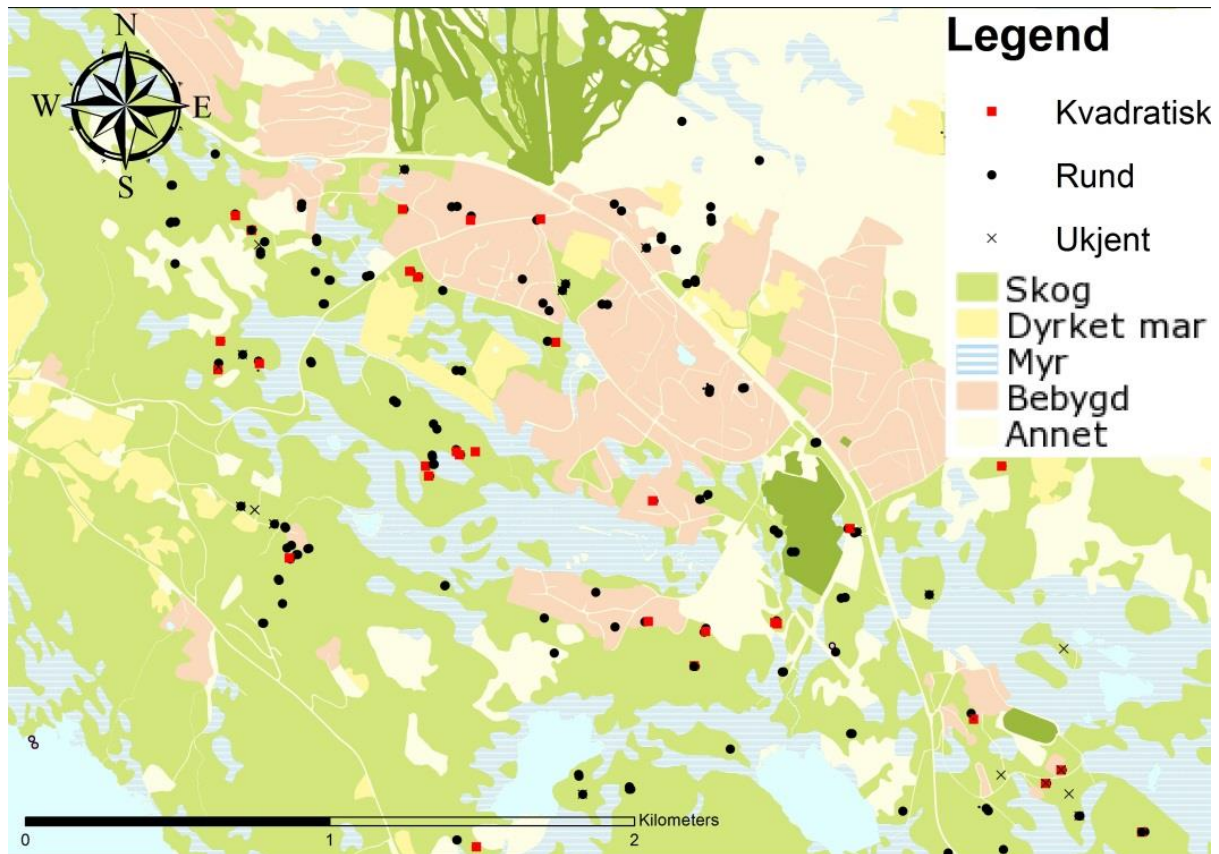 Legend
N
W E
S
Kvadratisk
Rund
Ukjent
Skog
Dyrket mar
Myr
Bebygd
Annet
Kilometers
0 1 2